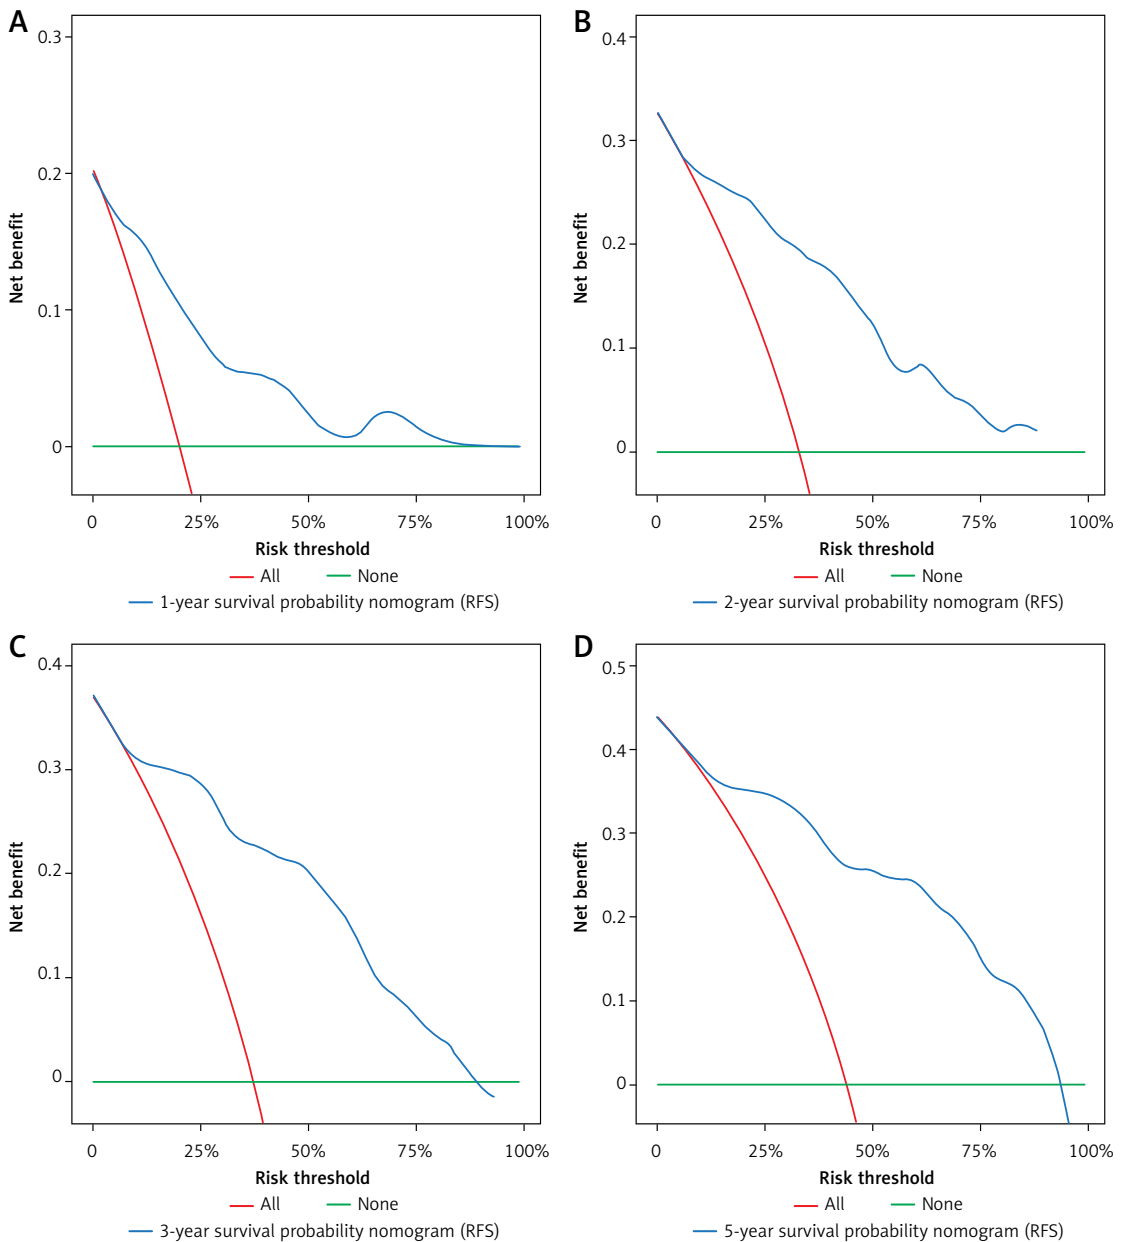 A
0.3
0.2
0.1
0
Net benefit
0 25% 50% 75% 100%
Risk threshold
All None
1-year survival probability nomogram (RFS)
B
0.4
0.3
0.2
0.1
0
Net benefit
0 25% 50% 75% 100%
Risk threshold
All None
2-year survival probability nomogram (RFS)
C
0.4
0.3
0.2
0.1
0
Net benefit
0 25% 50% 75% 100%
Risk threshold
All None
3-year survival probability nomogram (RFS)
D
0.5
0.4
0.3
0.2
0.1
0
Net benefit
0 25% 50% 75% 100%
Risk threshold
All None
5-year survival probability nomogram (RFS)